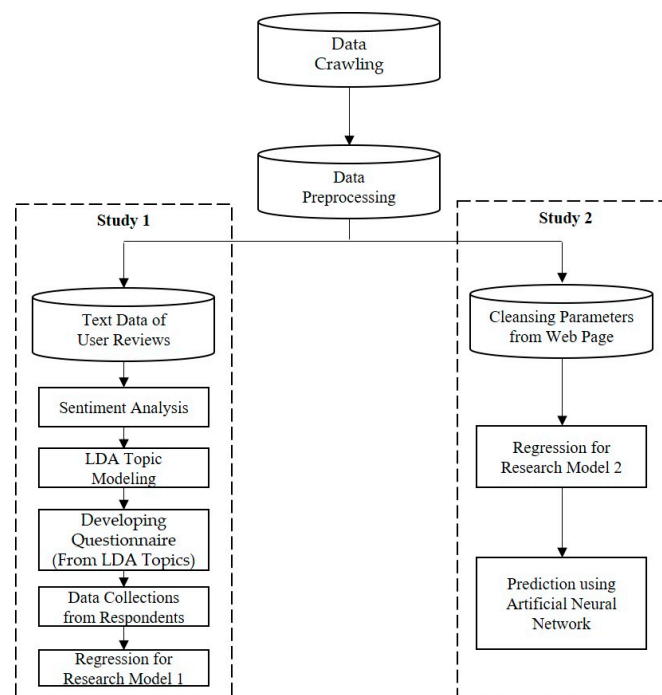 Data
Crawling
Data
Preprocessing
Study 1
Text Data of
User Reviews
Sentiment Analysis
LDA Topic
Modeling
Developing
Questionnaire
(From LDA Topics)
Data Collections
from Respondents
Regression for
Research Model 1
Study 2
Cleansing Parameters
from Web Page
Regression for
Research Model 2
Prediction using
Artificial Neural
Network